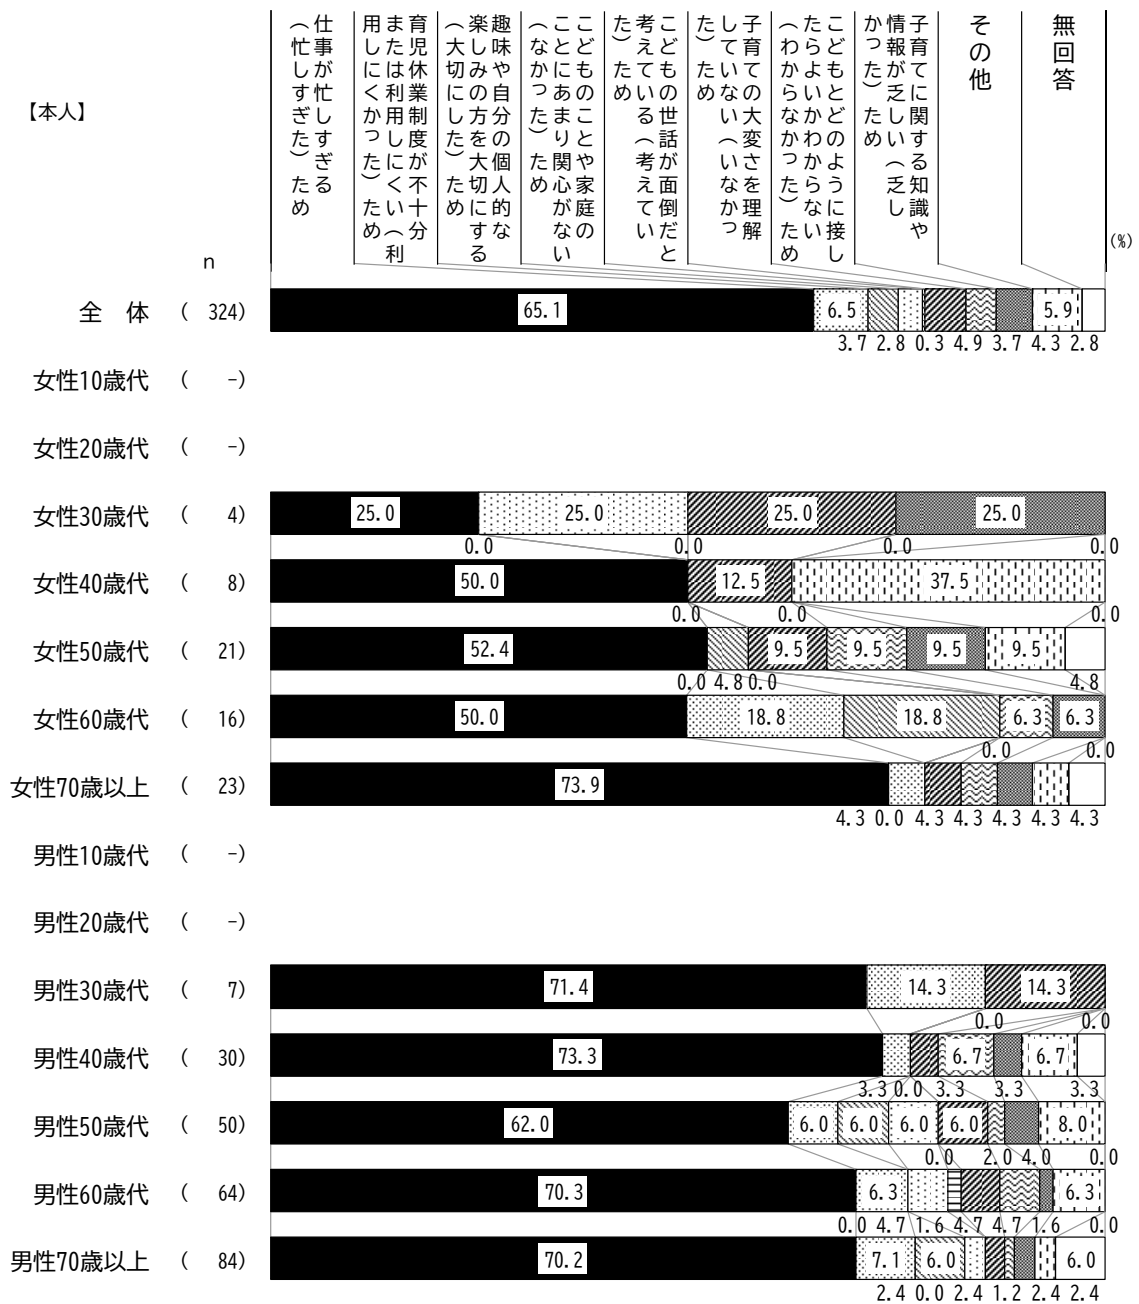 【本人】
仕事が忙しすぎる
（忙しすぎた）ため
育児休業制度が不十分
または利用しにくい（利
用しにくかった）ため
趣味や自分の個人的な
楽しみの方を大切にする
（大切にした）ため
こどものことや家庭の
ことにあまり関心がない
（なかった）ため
こどもの世話が面倒だと
考えている（考えてい
た）ため
子育ての大変さを理解
していない（いなかっ
た）ため
こどもとどのように接し
たらよいかわからない
（わからなかった）ため
子育てに関する知識や
情報が乏しい（乏し
かった）ため
その他
無回答
(%)
n
全　体 ( 324) 65.1 6.5 5.9
3.7 2.8 0.3 4.9 3.7 4.3 2.8
女性10歳代 ( -)
女性20歳代 ( -)
女性30歳代 ( 4) 25.0 25.0 25.0 25.0
0.0 0.0 0.0 0.0
女性40歳代 ( 8) 50.0 12.5 37.5
0.0 0.0 0.0
女性50歳代 ( 21) 52.4 9.5 9.5 9.5 9.5
0.0 4.8 0.0 4.8
女性60歳代 ( 16) 50.0 18.8 18.8 6.3 6.3
0.0 0.0
女性70歳以上 ( 23) 73.9
4.3 0.0 4.3 4.3 4.3 4.3 4.3
男性10歳代 ( -)
男性20歳代 ( -)
男性30歳代 ( 7) 71.4 14.3 14.3
0.0 0.0
男性40歳代 ( 30) 73.3 6.7 6.7
3.3 0.0 3.3 3.3 3.3
男性50歳代 ( 50) 62.0 6.0 6.0 6.0 6.0 8.0
0.0 2.0 4.0 0.0
男性60歳代 ( 64) 70.3 6.3 6.3
0.0 4.7 1.6 4.7 4.7 1.6 0.0
男性70歳以上 ( 84) 70.2 7.1 6.0 6.0
2.4 0.0 2.4 1.2 2.4 2.4